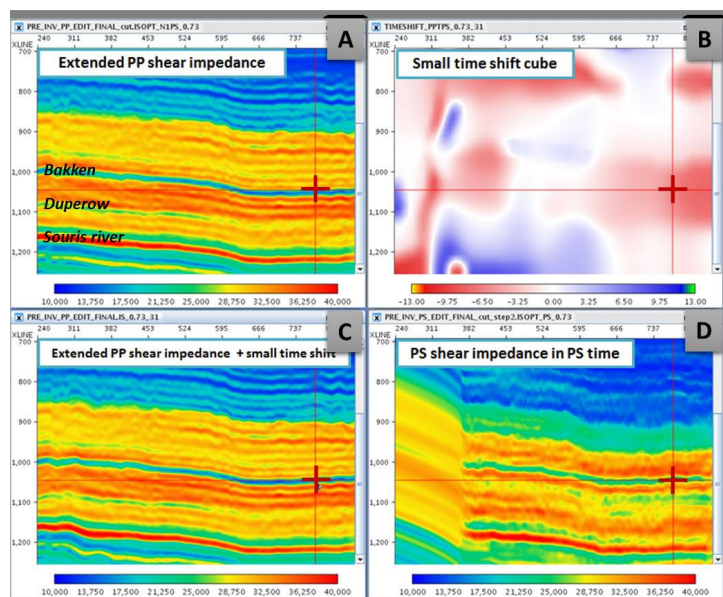 PRE_INV_PP_EDIT_FINAL_cut.ISOPT_N1PS_0.73
A
XLINE
240 311 382 453 524 595 666 737
Extended PP shear impedance
700
800
900
1,000
1,100
1,200
Bakken
Duperow
Souris river
10,000 13,750 17,500 21,250 25,000 28,750 32,500 36,250 40,000
TIMESHIFT_PPTPS_0.73_31
B
XLINE
240 311 382 453 524 595 666 737
Small time shift cube
700
800
900
1,000
1,100
1,200
-13.00 -9.75 -6.50 -3.25 0.00 3.25 6.50 9.75 13.00
PRE_INV_PP_EDIT_FINAL.IS_0.73_31
C
XLINE
240 311 382 453 524 595 666 737
Extended PP shear impedance + small time shift
700
800
900
1,000
1,100
1,200
10,000 13,750 17,500 21,250 25,000 28,750 32,500 36,250 40,000
PRE_INV_PS_EDIT_FINAL_cut_step2.ISOPT_PS_0.73
D
XLINE
240 311 382 453 524 595 666 737
PS shear impedance in PS time
700
800
900
1,000
1,100
1,200
10,000 13,750 17,500 21,250 25,000 28,750 32,500 36,250 40,000